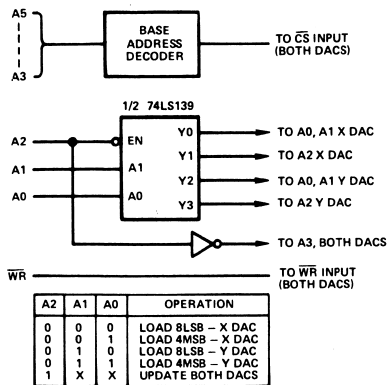 A5
A3
BASE
ADDRESS
DECODER
TO CS INPUT
(BOTH DACS)
1/2 74LS139
A2
EN
Y0
TO A0, A1 X DAC
A1
A1
Y1
TO A2 X DAC
Y2
TO A0, A1 Y DAC
A0
A0
Y3
TO A2 Y DAC
TO A3, BOTH DACS
WR
TO WR INPUT
(BOTH DACS)
A2 A1 A0 OPERATION
0 0 0 LOAD 8LSB – X DAC
0 0 1 LOAD 4MSB – X DAC
0 1 0 LOAD 8LSB – Y DAC
0 1 1 LOAD 4MSB – Y DAC
1 X X UPDATE BOTH DACS